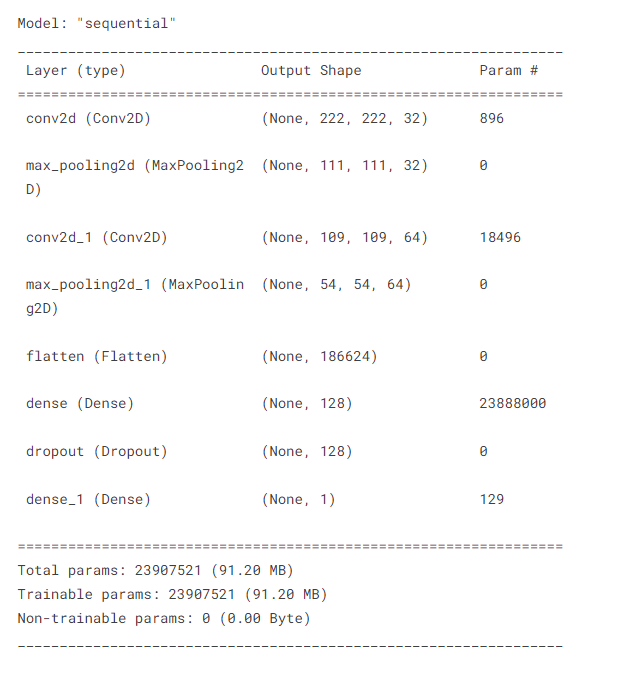 Model: "sequential"
_________________________________________________________________
Layer (type) Output Shape Param #
=================================================================
conv2d (Conv2D) (None, 222, 222, 32) 896
max_pooling2d (MaxPooling2 (None, 111, 111, 32) 0
D)
conv2d_1 (Conv2D) (None, 109, 109, 64) 18496
max_pooling2d_1 (MaxPoolin (None, 54, 54, 64) 0
g2D)
flatten (Flatten) (None, 186624) 0
dense (Dense) (None, 128) 23888000
dropout (Dropout) (None, 128) 0
dense_1 (Dense) (None, 1) 129
=================================================================
Total params: 23907521 (91.20 MB)
Trainable params: 23907521 (91.20 MB)
Non-trainable params: 0 (0.00 Byte)
_________________________________________________________________